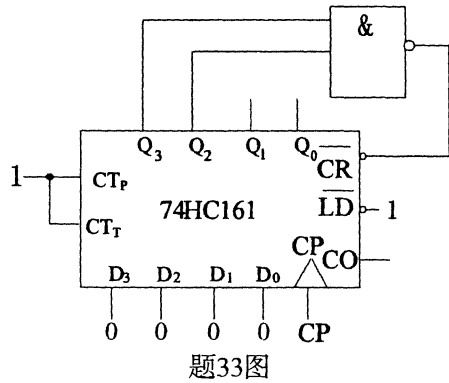 &
Q3 Q2 Q1 Q0 CR
1 CTP 74HC161 LD 1
CTT CP CO
D3 D2 D1 D0
0 0 0 0 CP
题33图